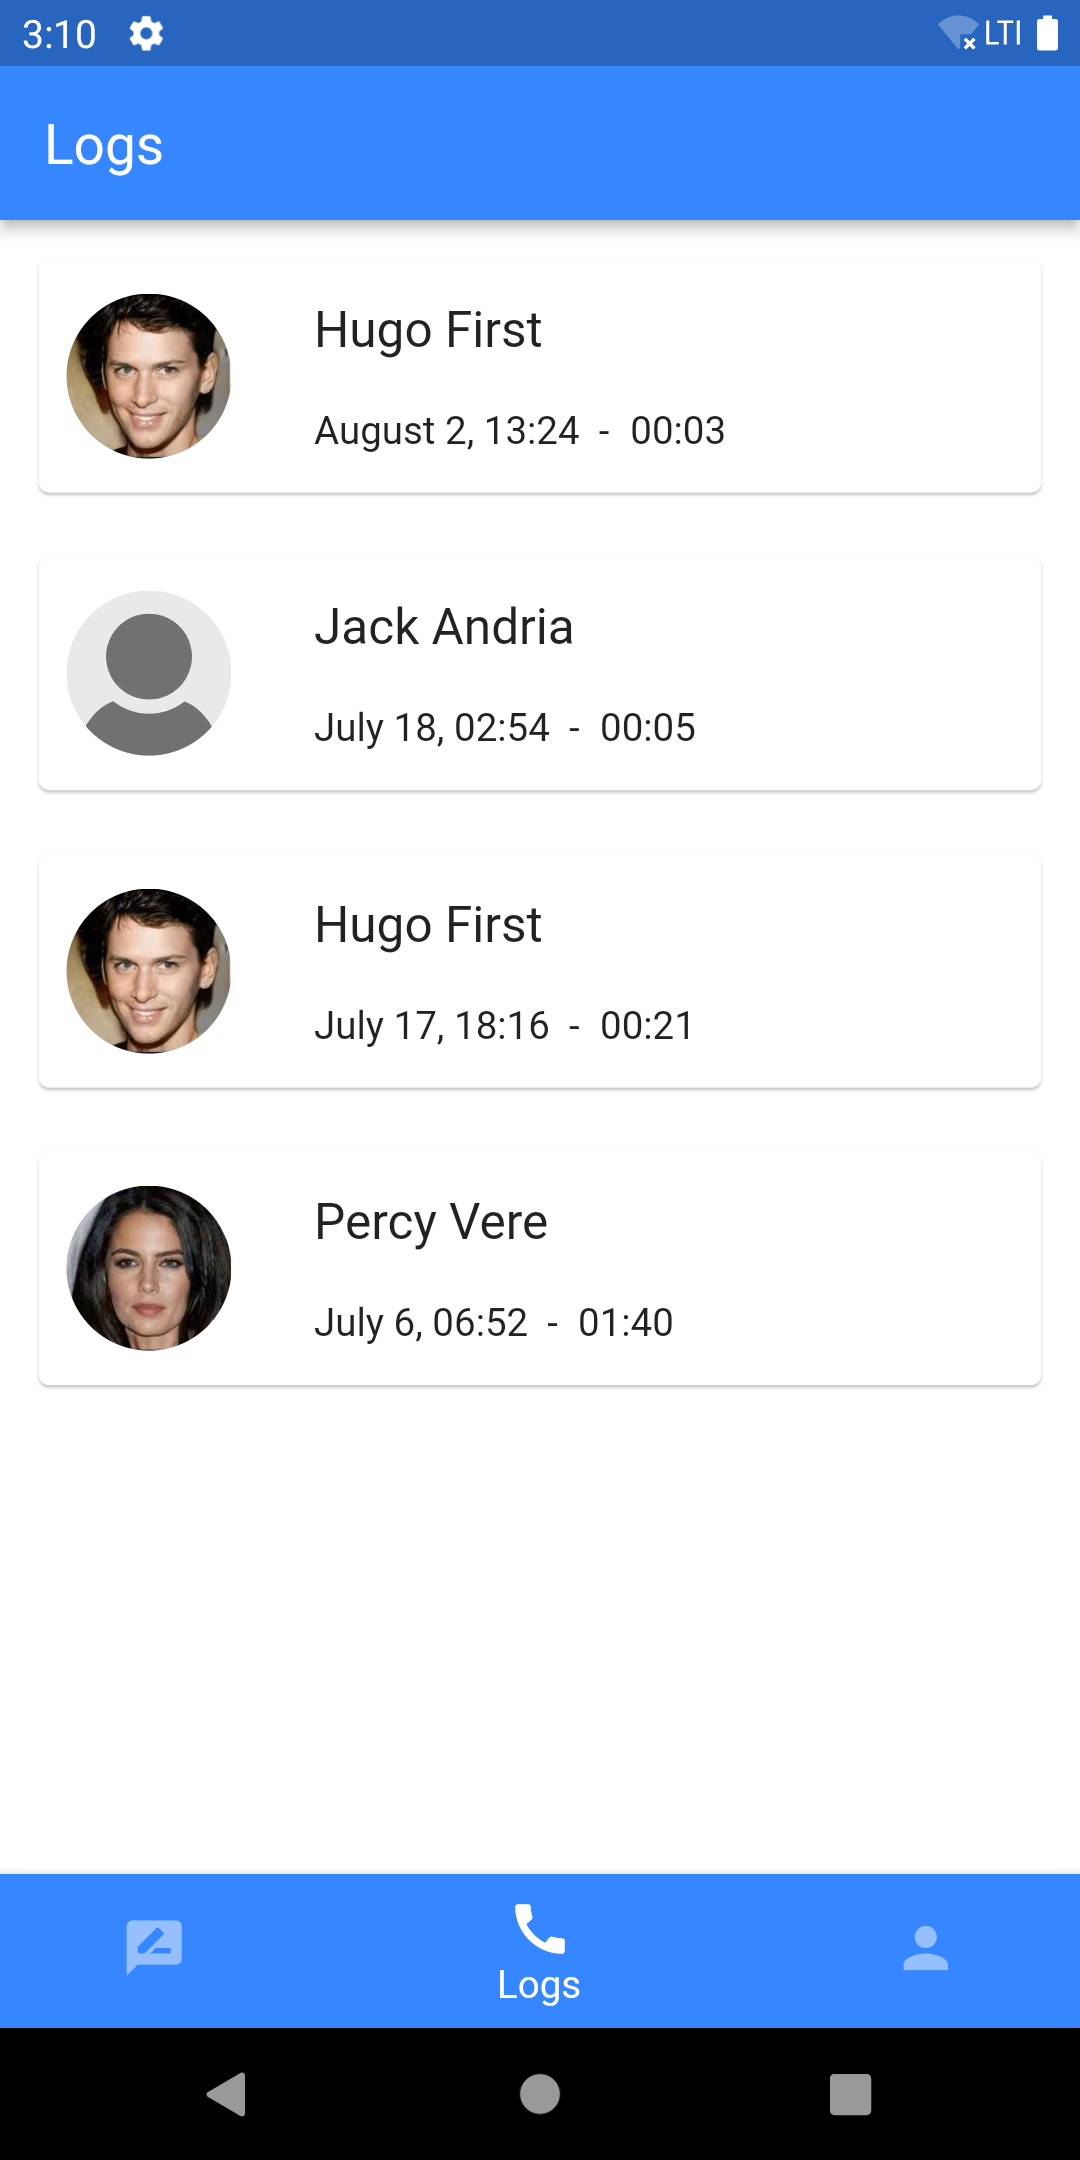 3:10 LTE
Logs
Hugo First
August 2, 13:24 - 00:03
Jack Andria
July 18, 02:54 - 00:05
Hugo First
July 17, 18:16 - 00:21
Percy Vere
July 6, 06:52 - 01:40
Logs